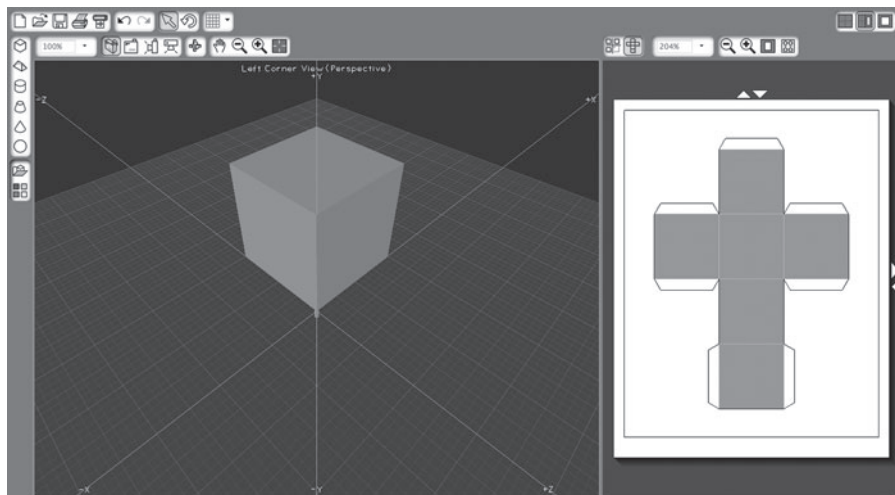 100%
204%
Left Corner View (Perspective)
+Y
-Z
+X
-X
-Y
+Z